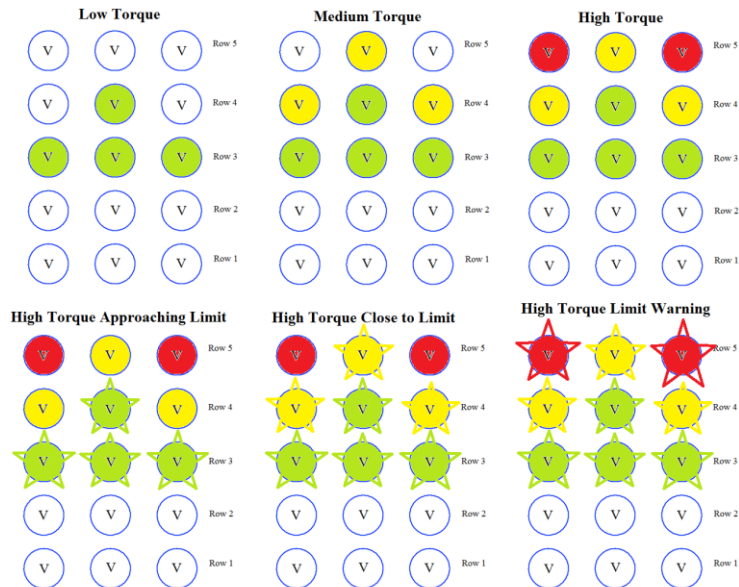 Low Torque
V V V Row 5
V V V Row 4
V V V Row 3
V V V Row 2
V V V Row 1
Medium Torque
V V V Row 5
V V V Row 4
V V V Row 3
V V V Row 2
V V V Row 1
High Torque
V V V Row 5
V V V Row 4
V V V Row 3
V V V Row 2
V V V Row 1
High Torque Approaching Limit
V V V Row 5
V V V Row 4
V V V Row 3
V V V Row 2
V V V Row 1
High Torque Close to Limit
V V V Row 5
V V V Row 4
V V V Row 3
V V V Row 2
V V V Row 1
High Torque Limit Warning
V V V Row 5
V V V Row 4
V V V Row 3
V V V Row 2
V V V Row 1